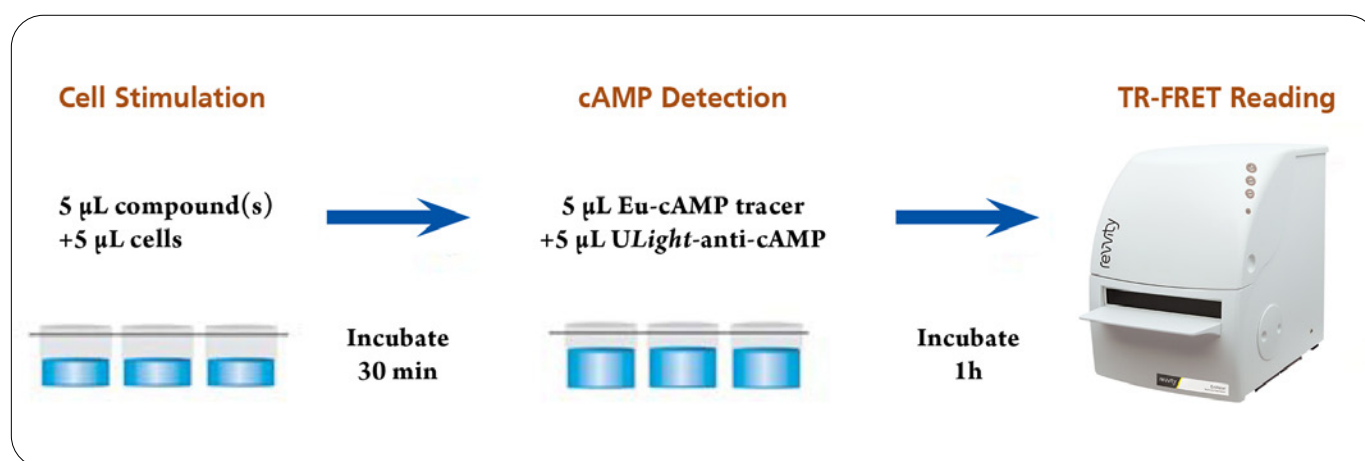 Cell Stimulation
cAMP Detection
TR-FRET Reading
5 µL compound(s)
+5 µL cells
5 µL Eu-cAMP tracer
+5 µL ULight-anti-cAMP
Incubate
30 min
Incubate
1h
revvity
revvity